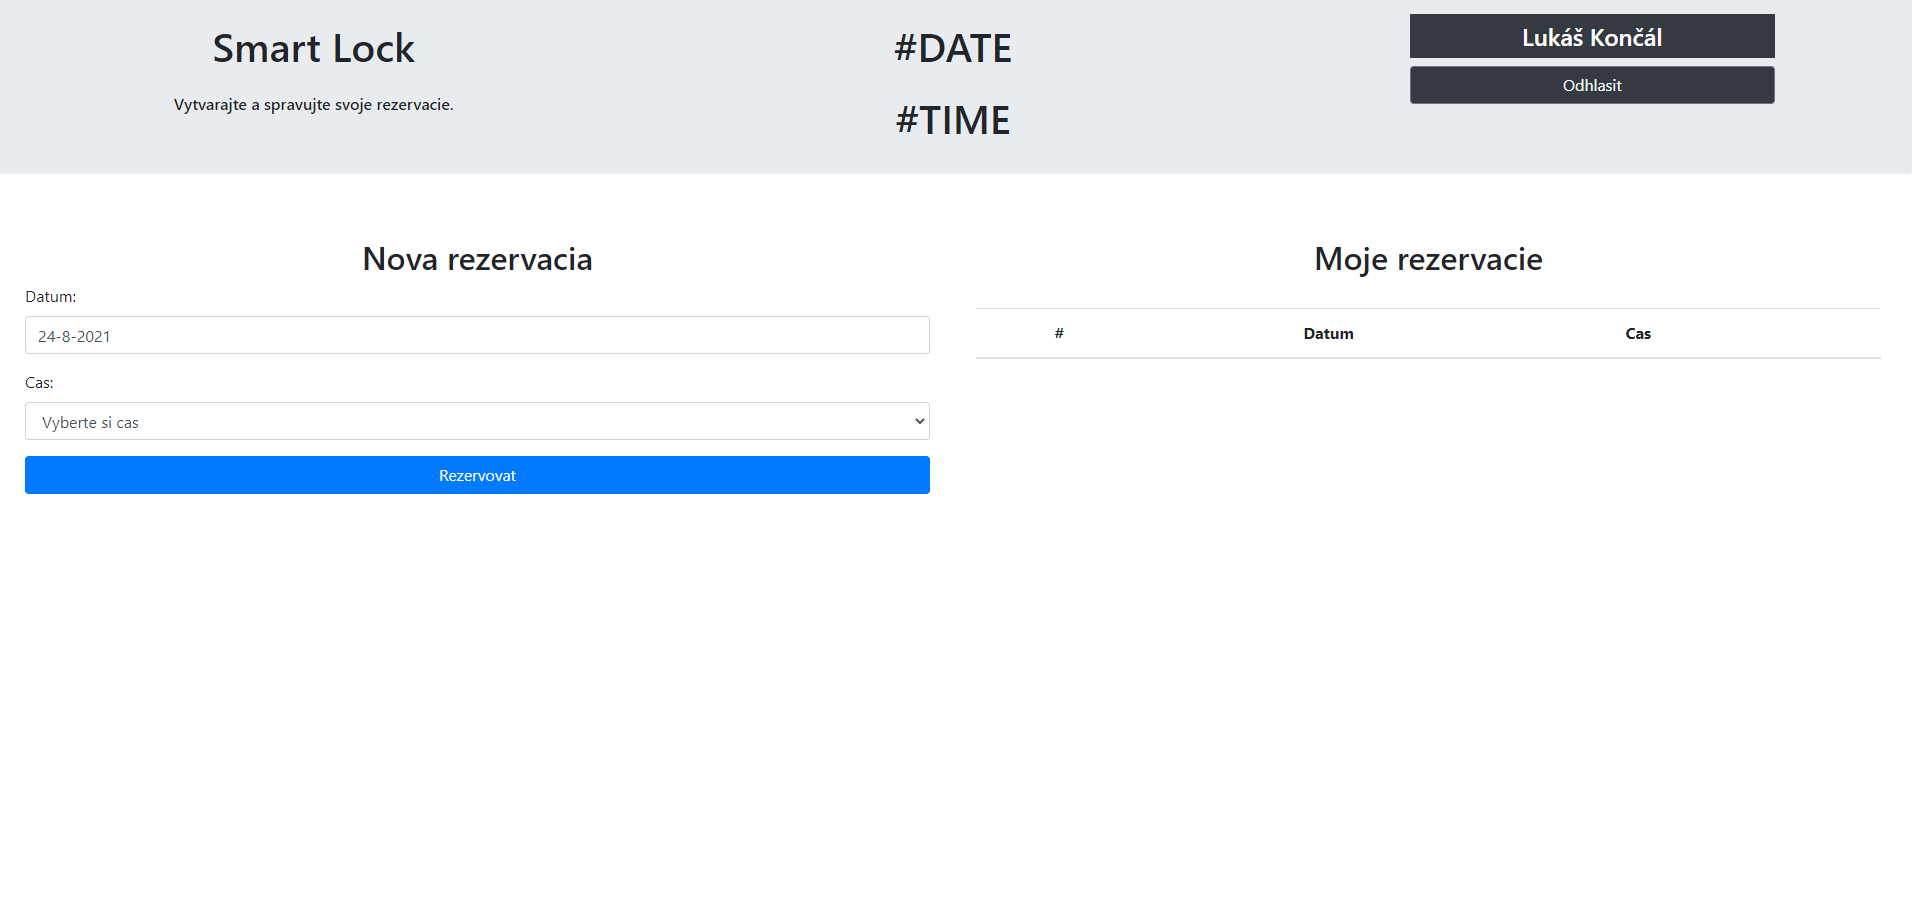 Smart Lock
Vytvarajte a spravujte svoje rezervacie.
#DATE
#TIME
Lukáš Končál
Odhlasit
Nova rezervacia
Datum:
24-8-2021
Cas:
Vyberte si cas
Rezervovat
Moje rezervacie
# Datum Cas